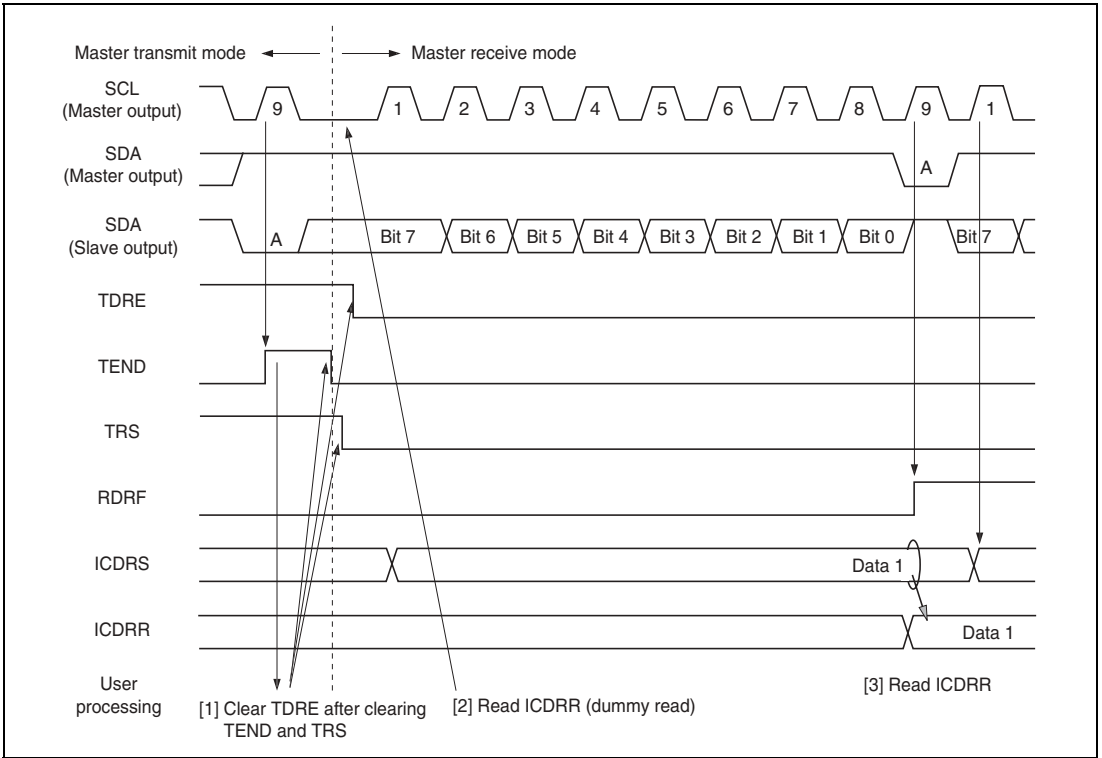 Master transmit mode
Master receive mode
SCL
(Master output)
9
1
2
3
4
5
6
7
8
9
1
SDA
(Master output)
A
SDA
(Slave output)
A
Bit 7
Bit 6
Bit 5
Bit 4
Bit 3
Bit 2
Bit 1
Bit 0
Bit 7
TDRE
TEND
TRS
RDRF
ICDRS
Data 1
ICDRR
Data 1
User
processing
[1] Clear TDRE after clearing
TEND and TRS
[2] Read ICDRR (dummy read)
[3] Read ICDRR